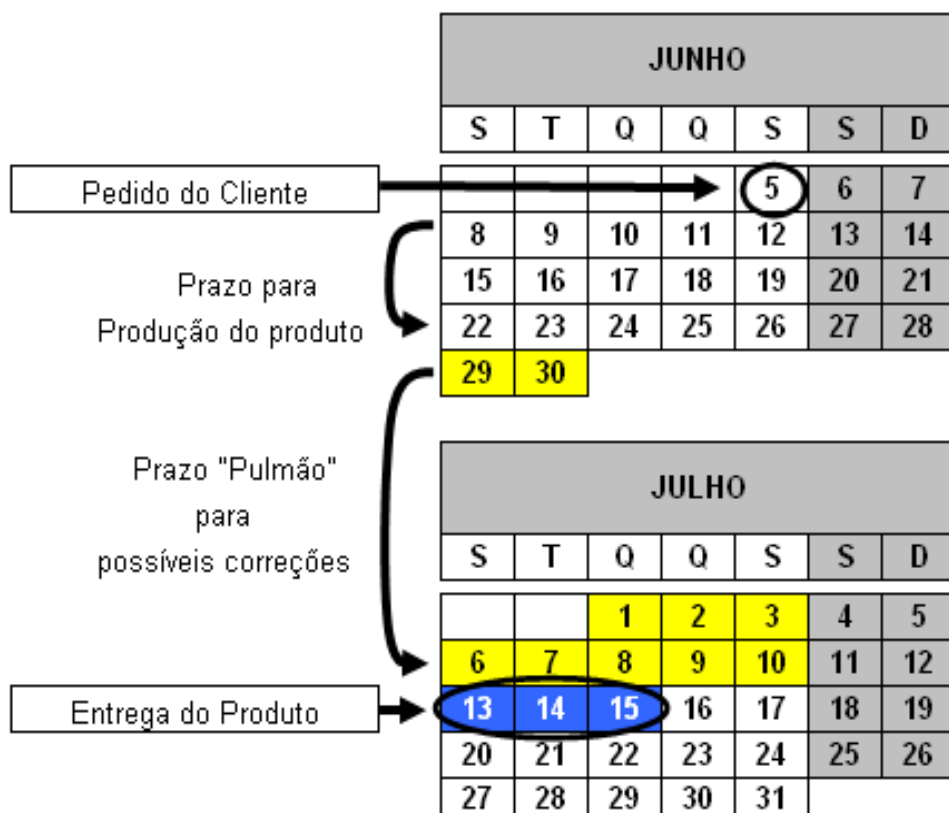 JUNHO
S T Q Q S S D
Pedido do Cliente
5 6 7
8 9 10 11 12 13 14
Prazo para
Produção do produto
15 16 17 18 19 20 21
22 23 24 25 26 27 28
29 30
Prazo "Pulmão"
para
possíveis correções
JULHO
S T Q Q S S D
1 2 3 4 5
6 7 8 9 10 11 12
Entrega do Produto
13 14 15 16 17 18 19
20 21 22 23 24 25 26
27 28 29 30 31